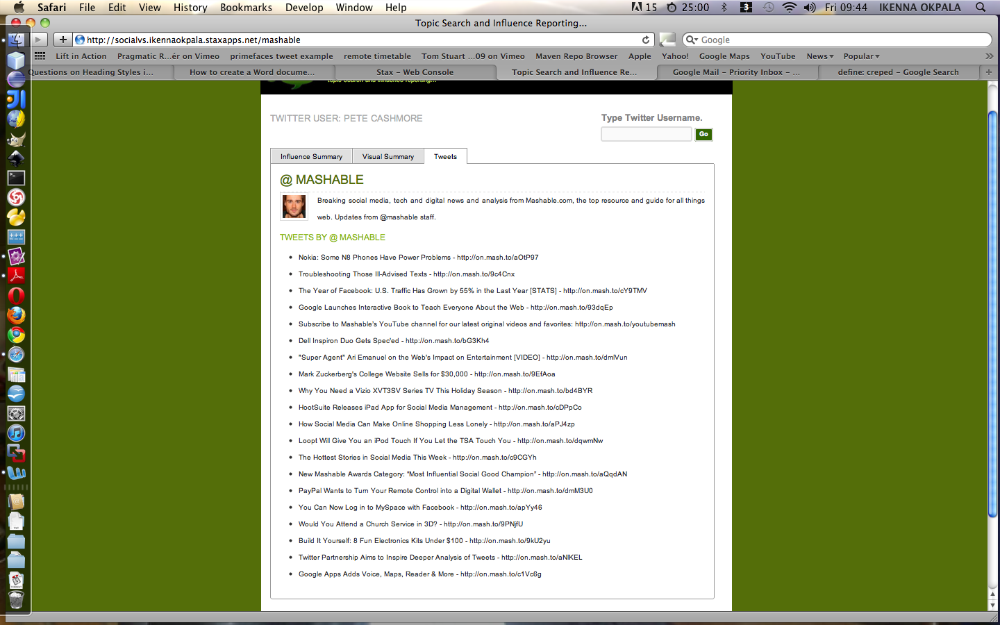 Safari File Edit View History Bookmarks Develop Window Help 15 25:00 3 Fri 09:44 IKENNA OKPALA
Topic Search and Influence Reporting...
http://socialvs.ikennaokpala.staxapps.net/mashable Google
Lift in Action Pragmatic R...ér on Vimeo primefaces tweet example remote timetable Tom Stuart ...09 on Vimeo Maven Repo Browser Apple Yahoo! Google Maps YouTube News Popular
Questions on Heading Styles i... How to create a Word docume... Stax – Web Console Topic Search and Influence Re... Google Mail – Priority Inbox – ... define: creped – Google Search
Topic Search and influence reporting...
TWITTER USER: PETE CASHMORE
Type Twitter Username.
Go
Influence Summary Visual Summary Tweets
@ MASHABLE
Breaking social media, tech and digital news and analysis from Mashable.com, the top resource and guide for all things
web. Updates from @mashable staff.
TWEETS BY @ MASHABLE
Nokia: Some N8 Phones Have Power Problems - http://on.mash.to/aOtP97
Troubleshooting Those Ill-Advised Texts - http://on.mash.to/9c4Cnx
The Year of Facebook: U.S. Traffic Has Grown by 55% in the Last Year [STATS] - http://on.mash.to/cY9TMV
Google Launches Interactive Book to Teach Everyone About the Web - http://on.mash.to/93dqEp
Subscribe to Mashable's YouTube channel for our latest original videos and favorites: http://on.mash.to/youtubemash
Dell Inspiron Duo Gets Spec'ed - http://on.mash.to/bG3Kh4
"Super Agent" Ari Emanuel on the Web's Impact on Entertainment [VIDEO] - http://on.mash.to/dmlVun
Mark Zuckerberg's College Website Sells for $30,000 - http://on.mash.to/9EfAoa
Why You Need a Vizio XVT3SV Series TV This Holiday Season - http://on.mash.to/bd4BYR
HootSuite Releases iPad App for Social Media Management - http://on.mash.to/cDPpCo
How Social Media Can Make Online Shopping Less Lonely - http://on.mash.to/aPJ4zp
Loopt Will Give You an iPod Touch If You Let the TSA Touch You - http://on.mash.to/dqwmNw
The Hottest Stories in Social Media This Week - http://on.mash.to/c9CGYh
New Mashable Awards Category: "Most Influential Social Good Champion" - http://on.mash.to/aQqdAN
PayPal Wants to Turn Your Remote Control into a Digital Wallet - http://on.mash.to/dmM3U0
You Can Now Log in to MySpace with Facebook - http://on.mash.to/apYy46
Would You Attend a Church Service in 3D? - http://on.mash.to/9PNjfU
Build It Yourself: 8 Fun Electronics Kits Under $100 - http://on.mash.to/9kU2yu
Twitter Partnership Aims to Inspire Deeper Analysis of Tweets - http://on.mash.to/aNlKEL
Google Apps Adds Voice, Maps, Reader & More - http://on.mash.to/c1Vc6g